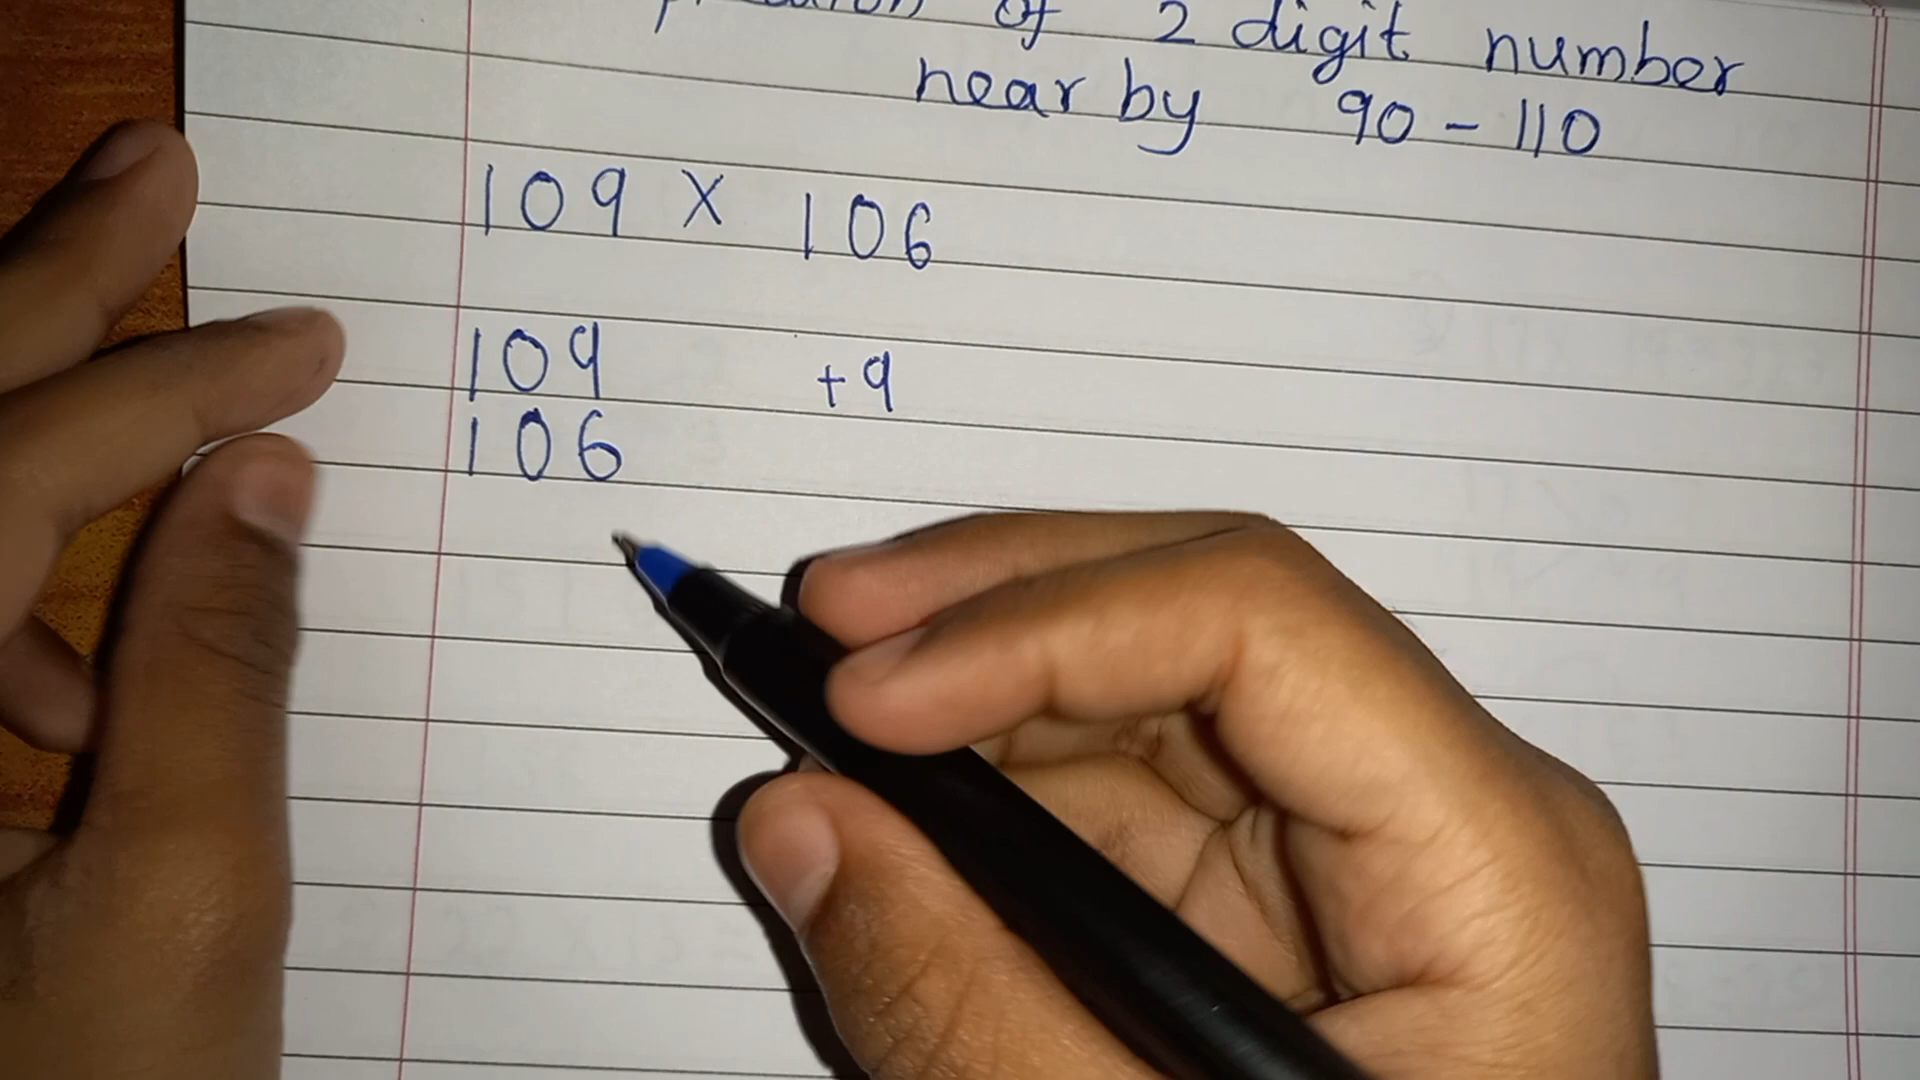 of 2 digit number
near by 90 - 110
109 X 106
109 +9
106